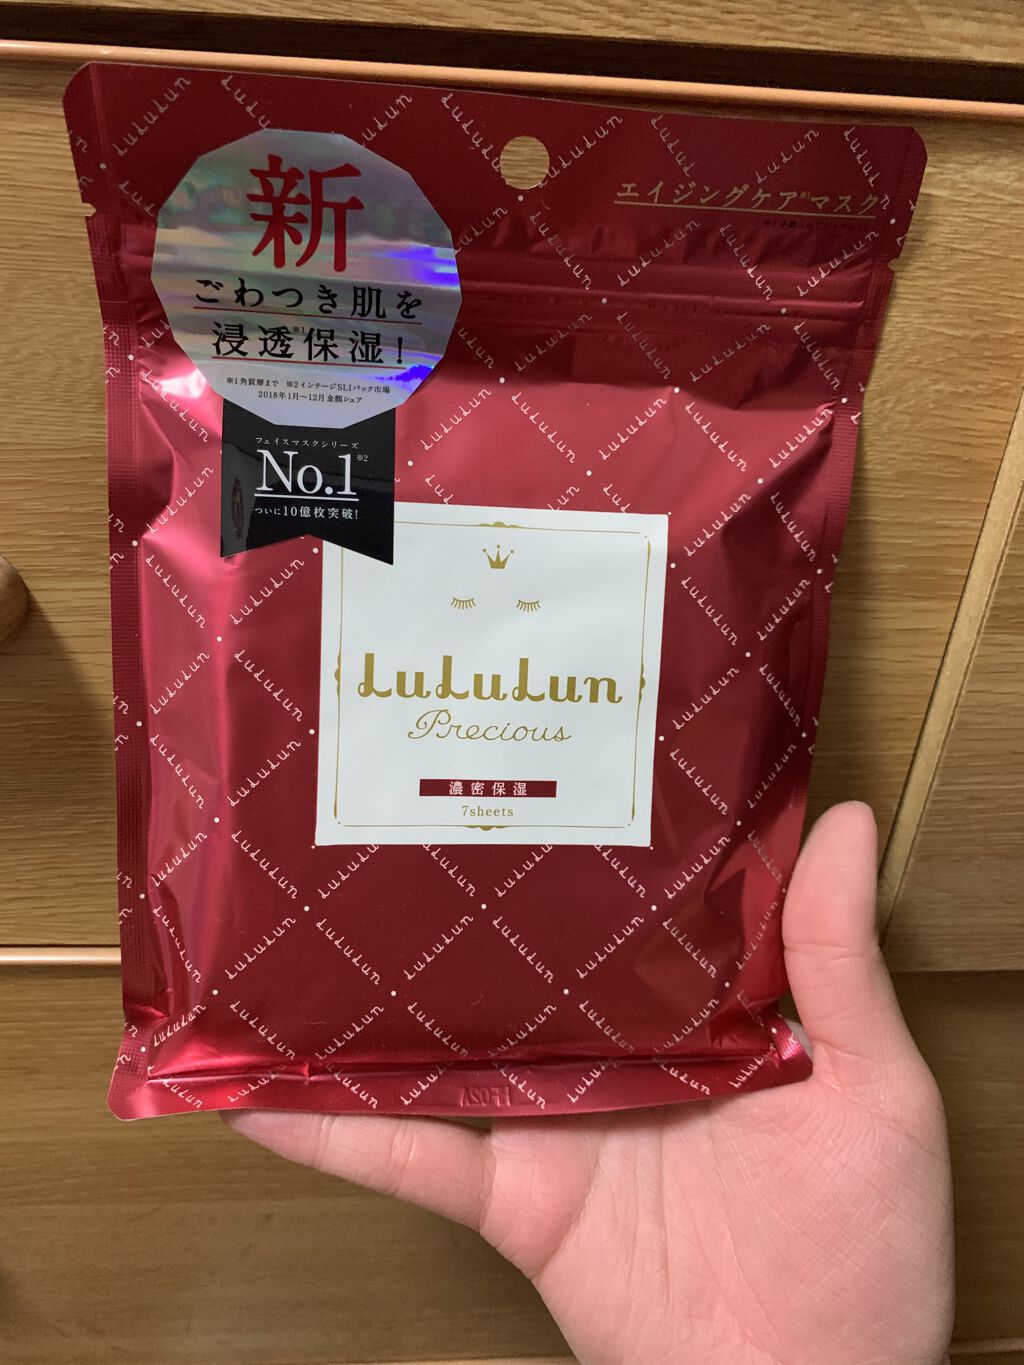 エイジングケア※1マスク
新
ごわつき肌を
浸透※1保湿!
※1角質層まで ※2インテージSLIパック市場
2018年1月～12月金額シェア
フェイスマスクシリーズ
No.1※2
ついに10億枚突破!
LuLuLun
Precious
濃密保湿
7sheets